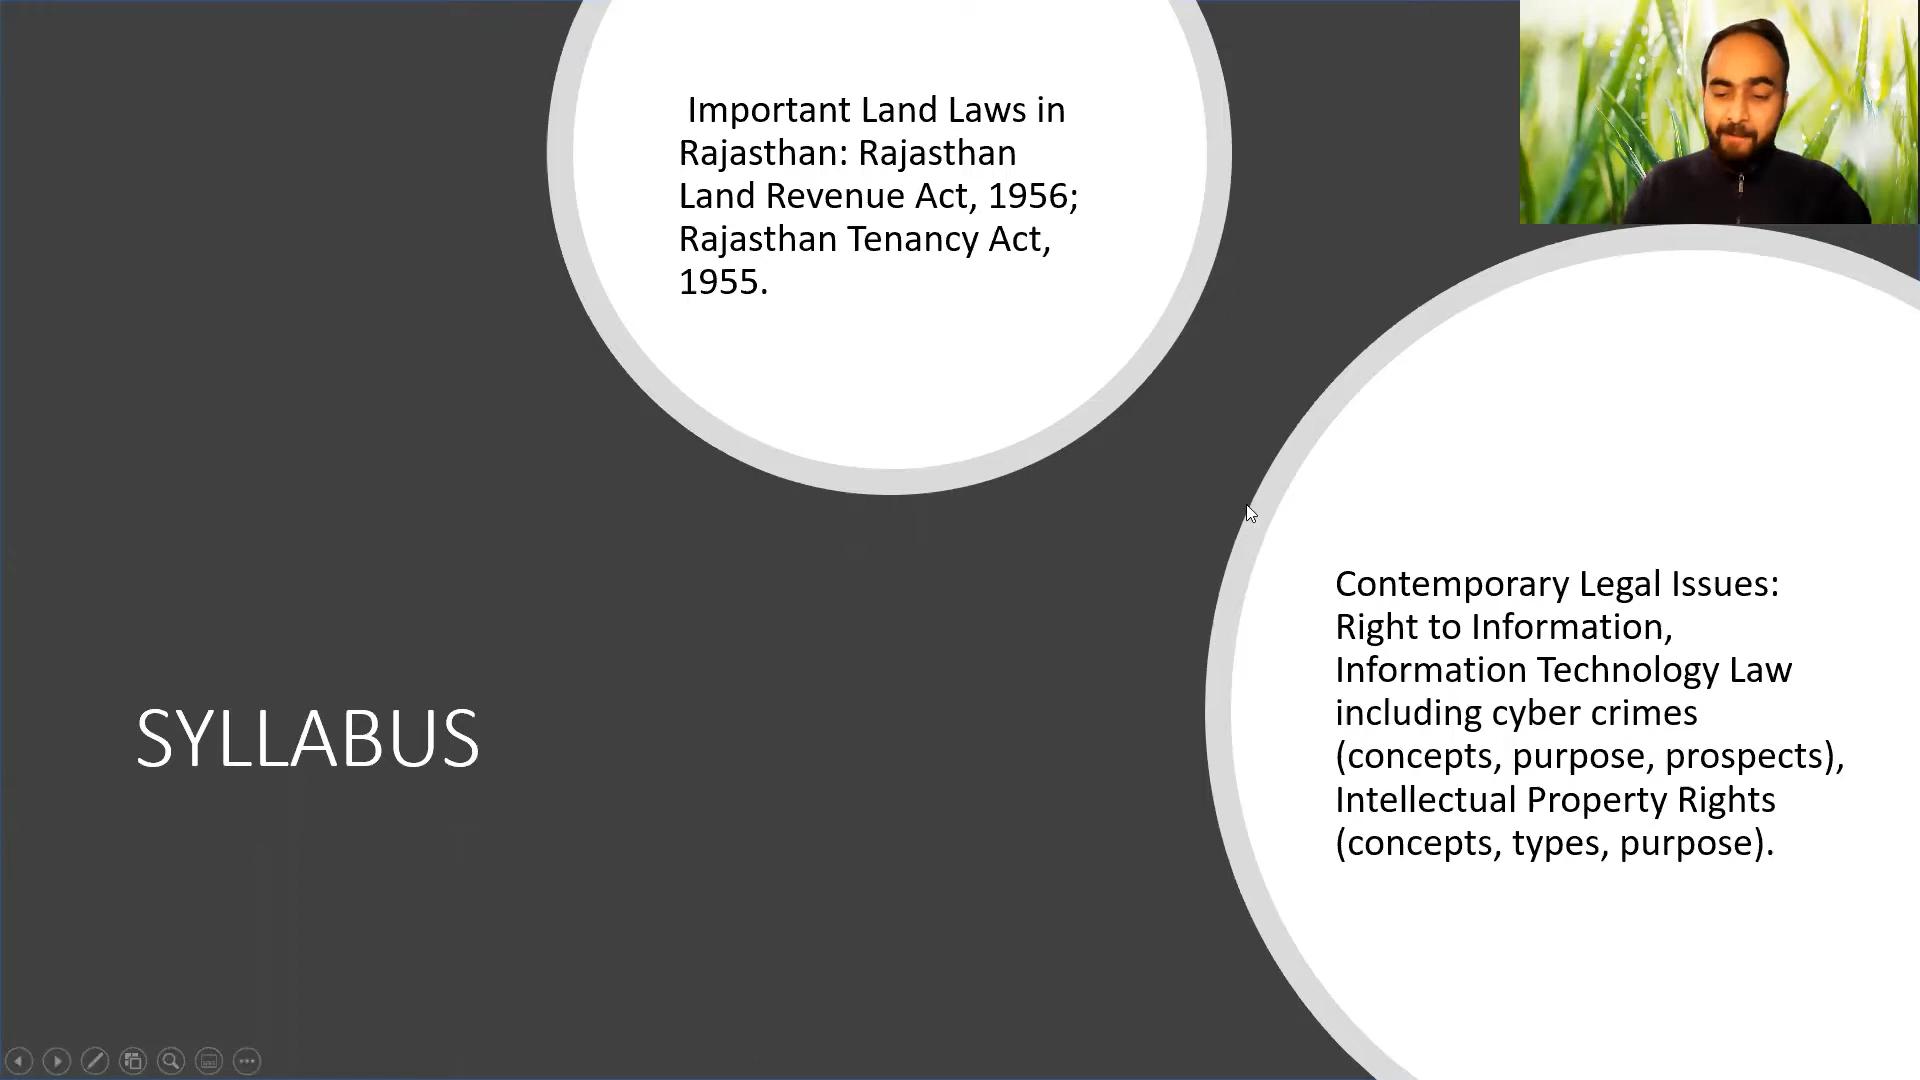 Important Land Laws in
Rajasthan: Rajasthan
Land Revenue Act, 1956;
Rajasthan Tenancy Act,
1955.
SYLLABUS
Contemporary Legal Issues:
Right to Information,
Information Technology Law
including cyber crimes
(concepts, purpose, prospects),
Intellectual Property Rights
(concepts, types, purpose).